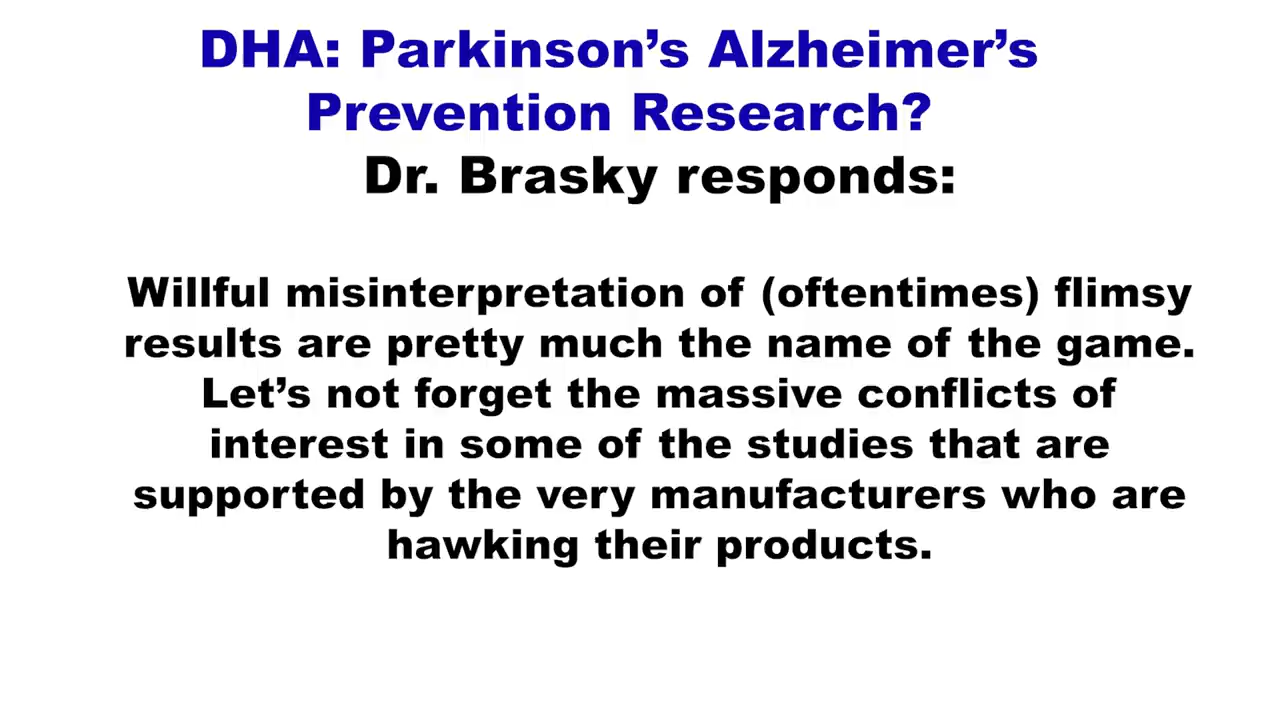 DHA: Parkinson’s Alzheimer’s
Prevention Research?
Dr. Brasky responds:
Willful misinterpretation of (oftentimes) flimsy
results are pretty much the name of the game.
Let’s not forget the massive conflicts of
interest in some of the studies that are
supported by the very manufacturers who are
hawking their products.